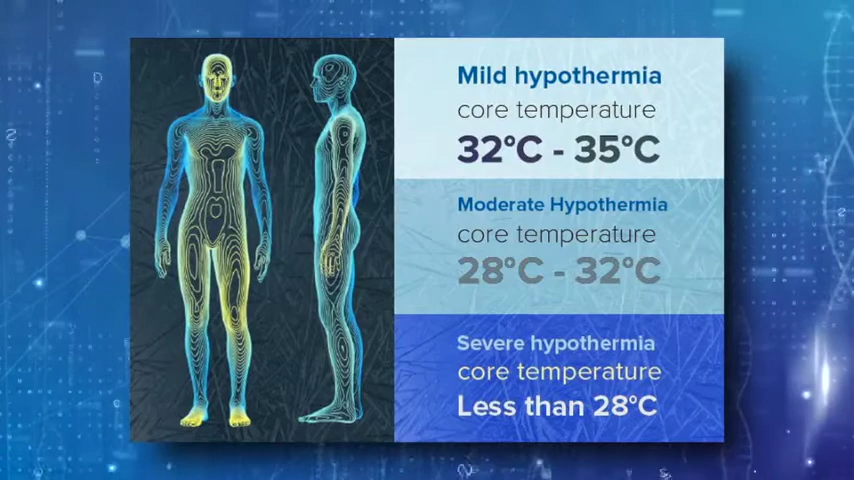 Mild hypothermia
core temperature
32°C - 35°C
Moderate Hypothermia
core temperature
28°C - 32°C
Severe hypothermia
core temperature
Less than 28°C